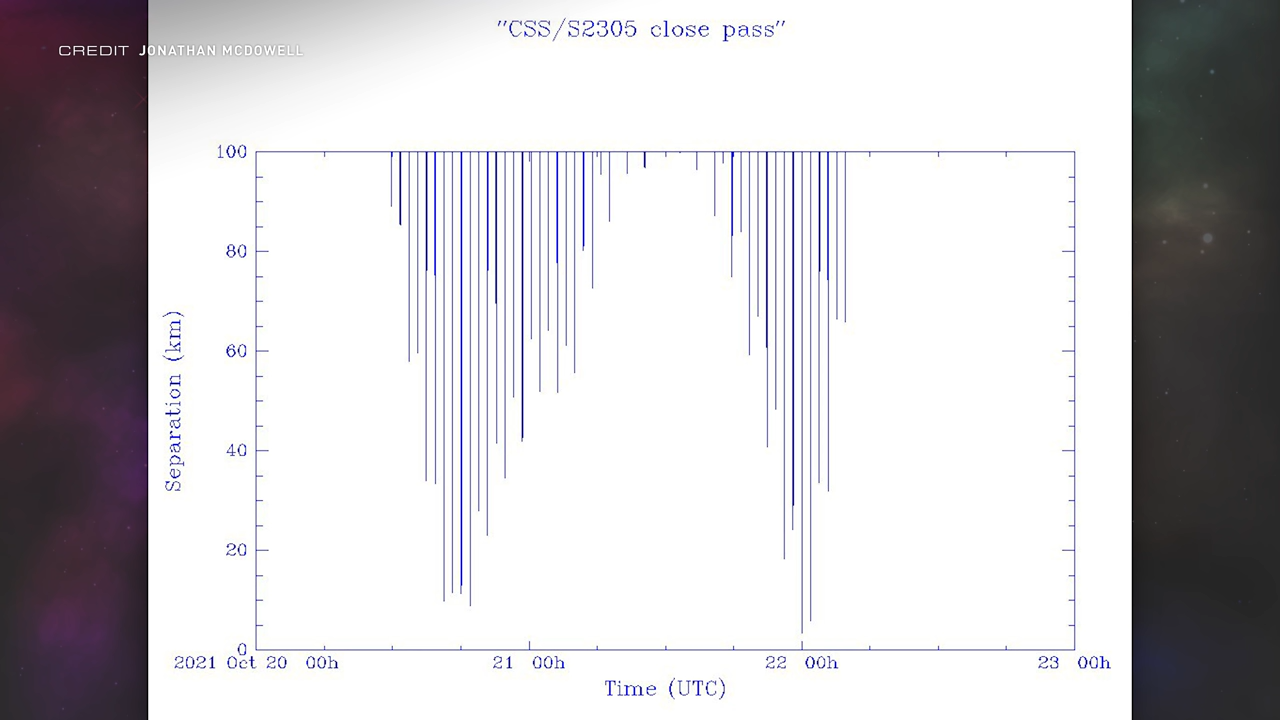 "CSS/S2305 close pass"
CREDIT JONATHAN MCDOWELL
100
80
60
40
20
0
Separation (km)
2021 Oct 20 00h 21 00h 22 00h 23 00h
Time (UTC)